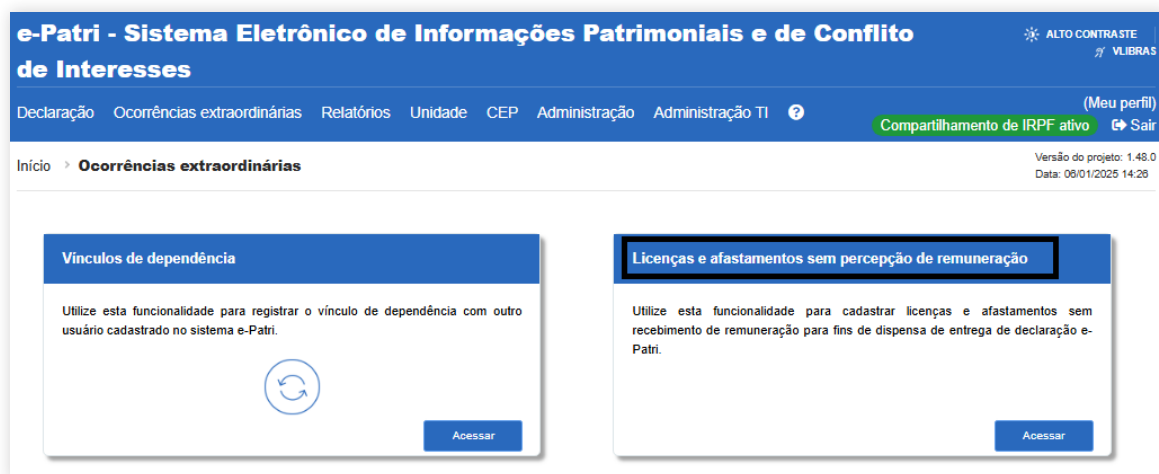 e-Patri - Sistema Eletrônico de Informações Patrimoniais e de Conflito
de Interesses
ALTO CONTRASTE
VLIBRAS
Declaração Ocorrências extraordinárias Relatórios Unidade CEP Administração Administração TI ?
(Meu perfil)
Compartilhamento de IRPF ativo Sair
Início > Ocorrências extraordinárias
Versão do projeto: 1.48.0
Data: 06/01/2025 14:26
Vínculos de dependência
Utilize esta funcionalidade para registrar o vínculo de dependência com outro
usuário cadastrado no sistema e-Patri.
Acessar
Licenças e afastamentos sem percepção de remuneração
Utilize esta funcionalidade para cadastrar licenças e afastamentos sem
recebimento de remuneração para fins de dispensa de entrega de declaração e-
Patri.
Acessar